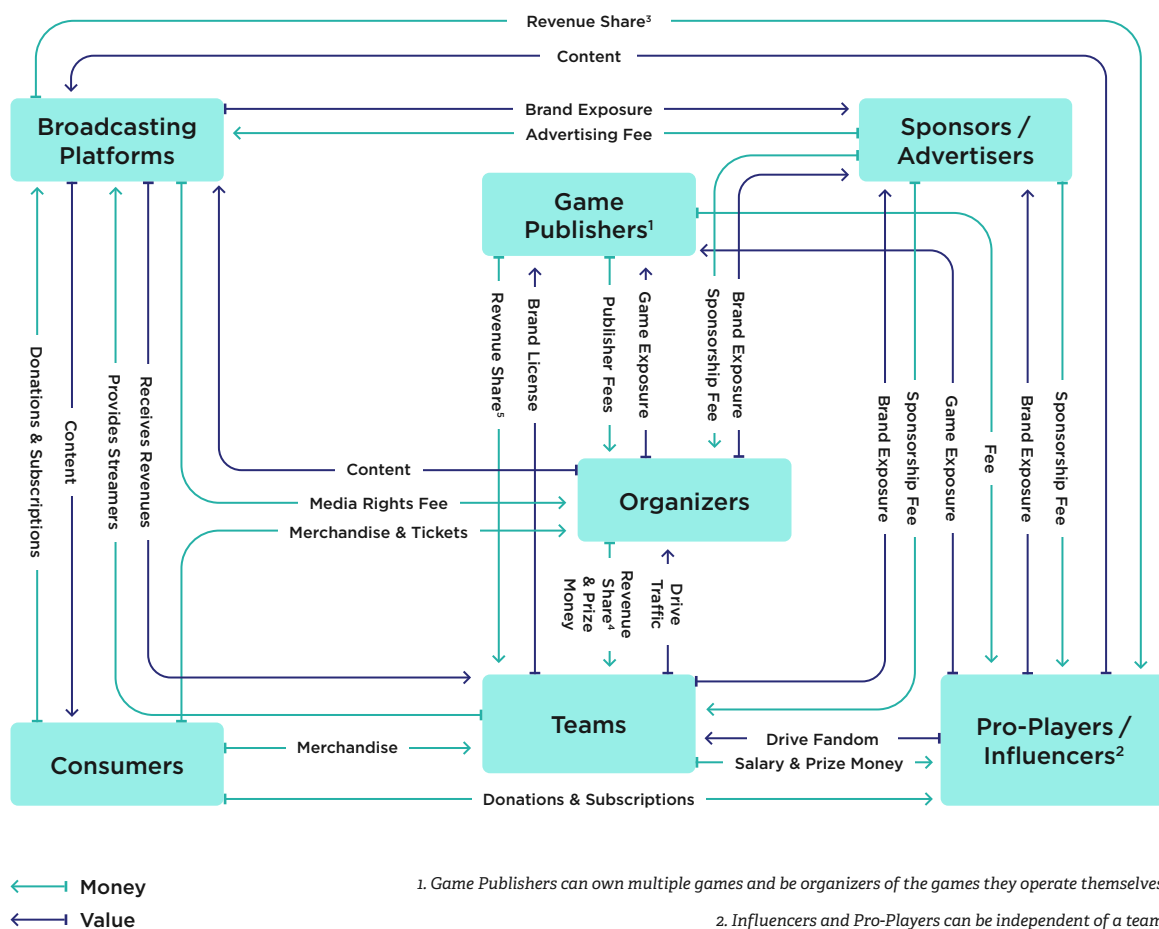 Revenue Share³
Content
Brand Exposure
Advertising Fee
Broadcasting
Platforms
Sponsors /
Advertisers
Game
Publishers¹
Revenue Share⁵
Brand License
Publisher Fees
Game Exposure
Sponsorship Fee
Brand Exposure
Donations & Subscriptions
Content
Provides Streamers
Receives Revenues
Brand Exposure
Sponsorship Fee
Game Exposure
Fee
Brand Exposure
Sponsorship Fee
Content
Media Rights Fee
Merchandise & Tickets
Organizers
Revenue
Share⁴
& Prize
Money
Drive
Traffic
Teams
Consumers
Merchandise
Drive Fandom
Salary & Prize Money
Donations & Subscriptions
Pro-Players /
Influencers²
Money
Value
1. Game Publishers can own multiple games and be organizers of the games they operate themselves
2. Influencers and Pro-Players can be independent of a team